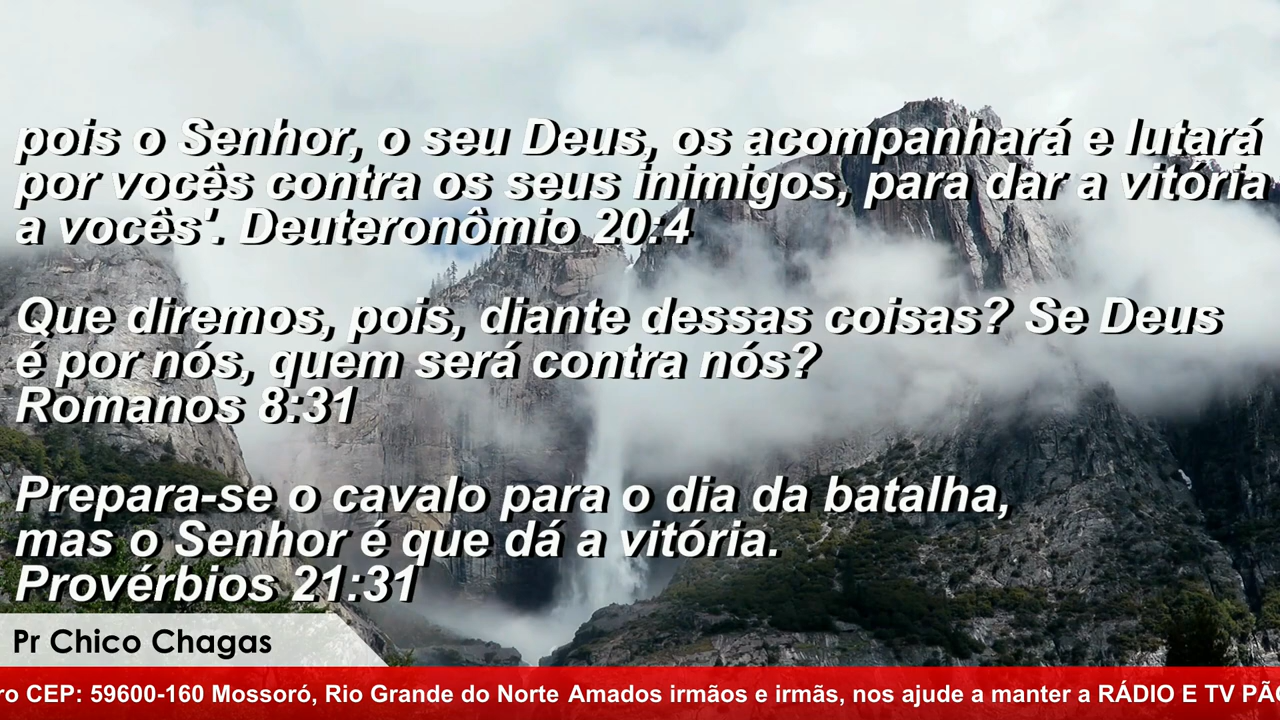 pois o Senhor, o seu Deus, os acompanhará e lutará
por vocês contra os seus inimigos, para dar a vitória
a vocês'. Deuteronômio 20:4
Que diremos, pois, diante dessas coisas? Se Deus
é por nós, quem será contra nós?
Romanos 8:31
Prepara-se o cavalo para o dia da batalha,
mas o Senhor é que dá a vitória.
Provérbios 21:31
Pr Chico Chagas
ro CEP: 59600-160 Mossoró, Rio Grande do Norte Amados irmãos e irmãs, nos ajude a manter a RÁDIO E TV PÃO